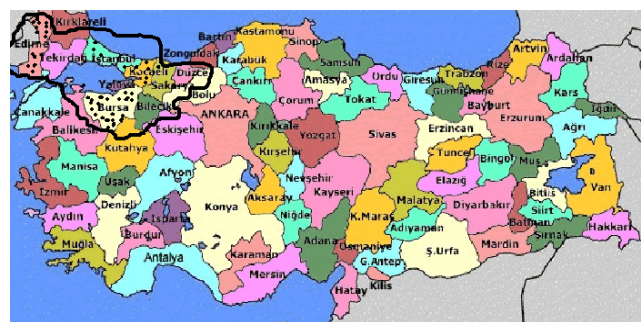 Kırklareli
Edirne
Tekirdağ
İstanbul
Zonguldak
Bartın
Kastamonu
Sinop
Karabük
Samsun
Artvin
Ardahan
Rize
Trabzon
Kocaeli
Yalova
Sakarya
Düzce
Bolu
Çankırı
Çorum
Amasya
Ordu
Giresun
Gümüşhane
Bayburt
Kars
Iğdır
Çanakkale
Bursa
Bilecik
Tokat
Erzurum
Ağrı
Balıkesir
Eskişehir
ANKARA
Kırıkkale
Yozgat
Sivas
Erzincan
Kütahya
Kırşehir
Tunceli
Bingöl
Muş
Manisa
Uşak
Afyon
Nevşehir
Kayseri
Elazığ
Bitlis
Van
İzmir
Aksaray
Malatya
Diyarbakır
Aydın
Denizli
Isparta
Konya
Niğde
K.Maraş
Adıyaman
Batman
Siirt
Şırnak
Hakkari
Muğla
Burdur
Adana
Osmaniye
G.Antep
Ş.Urfa
Mardin
Antalya
Karaman
Mersin
Hatay
Kilis